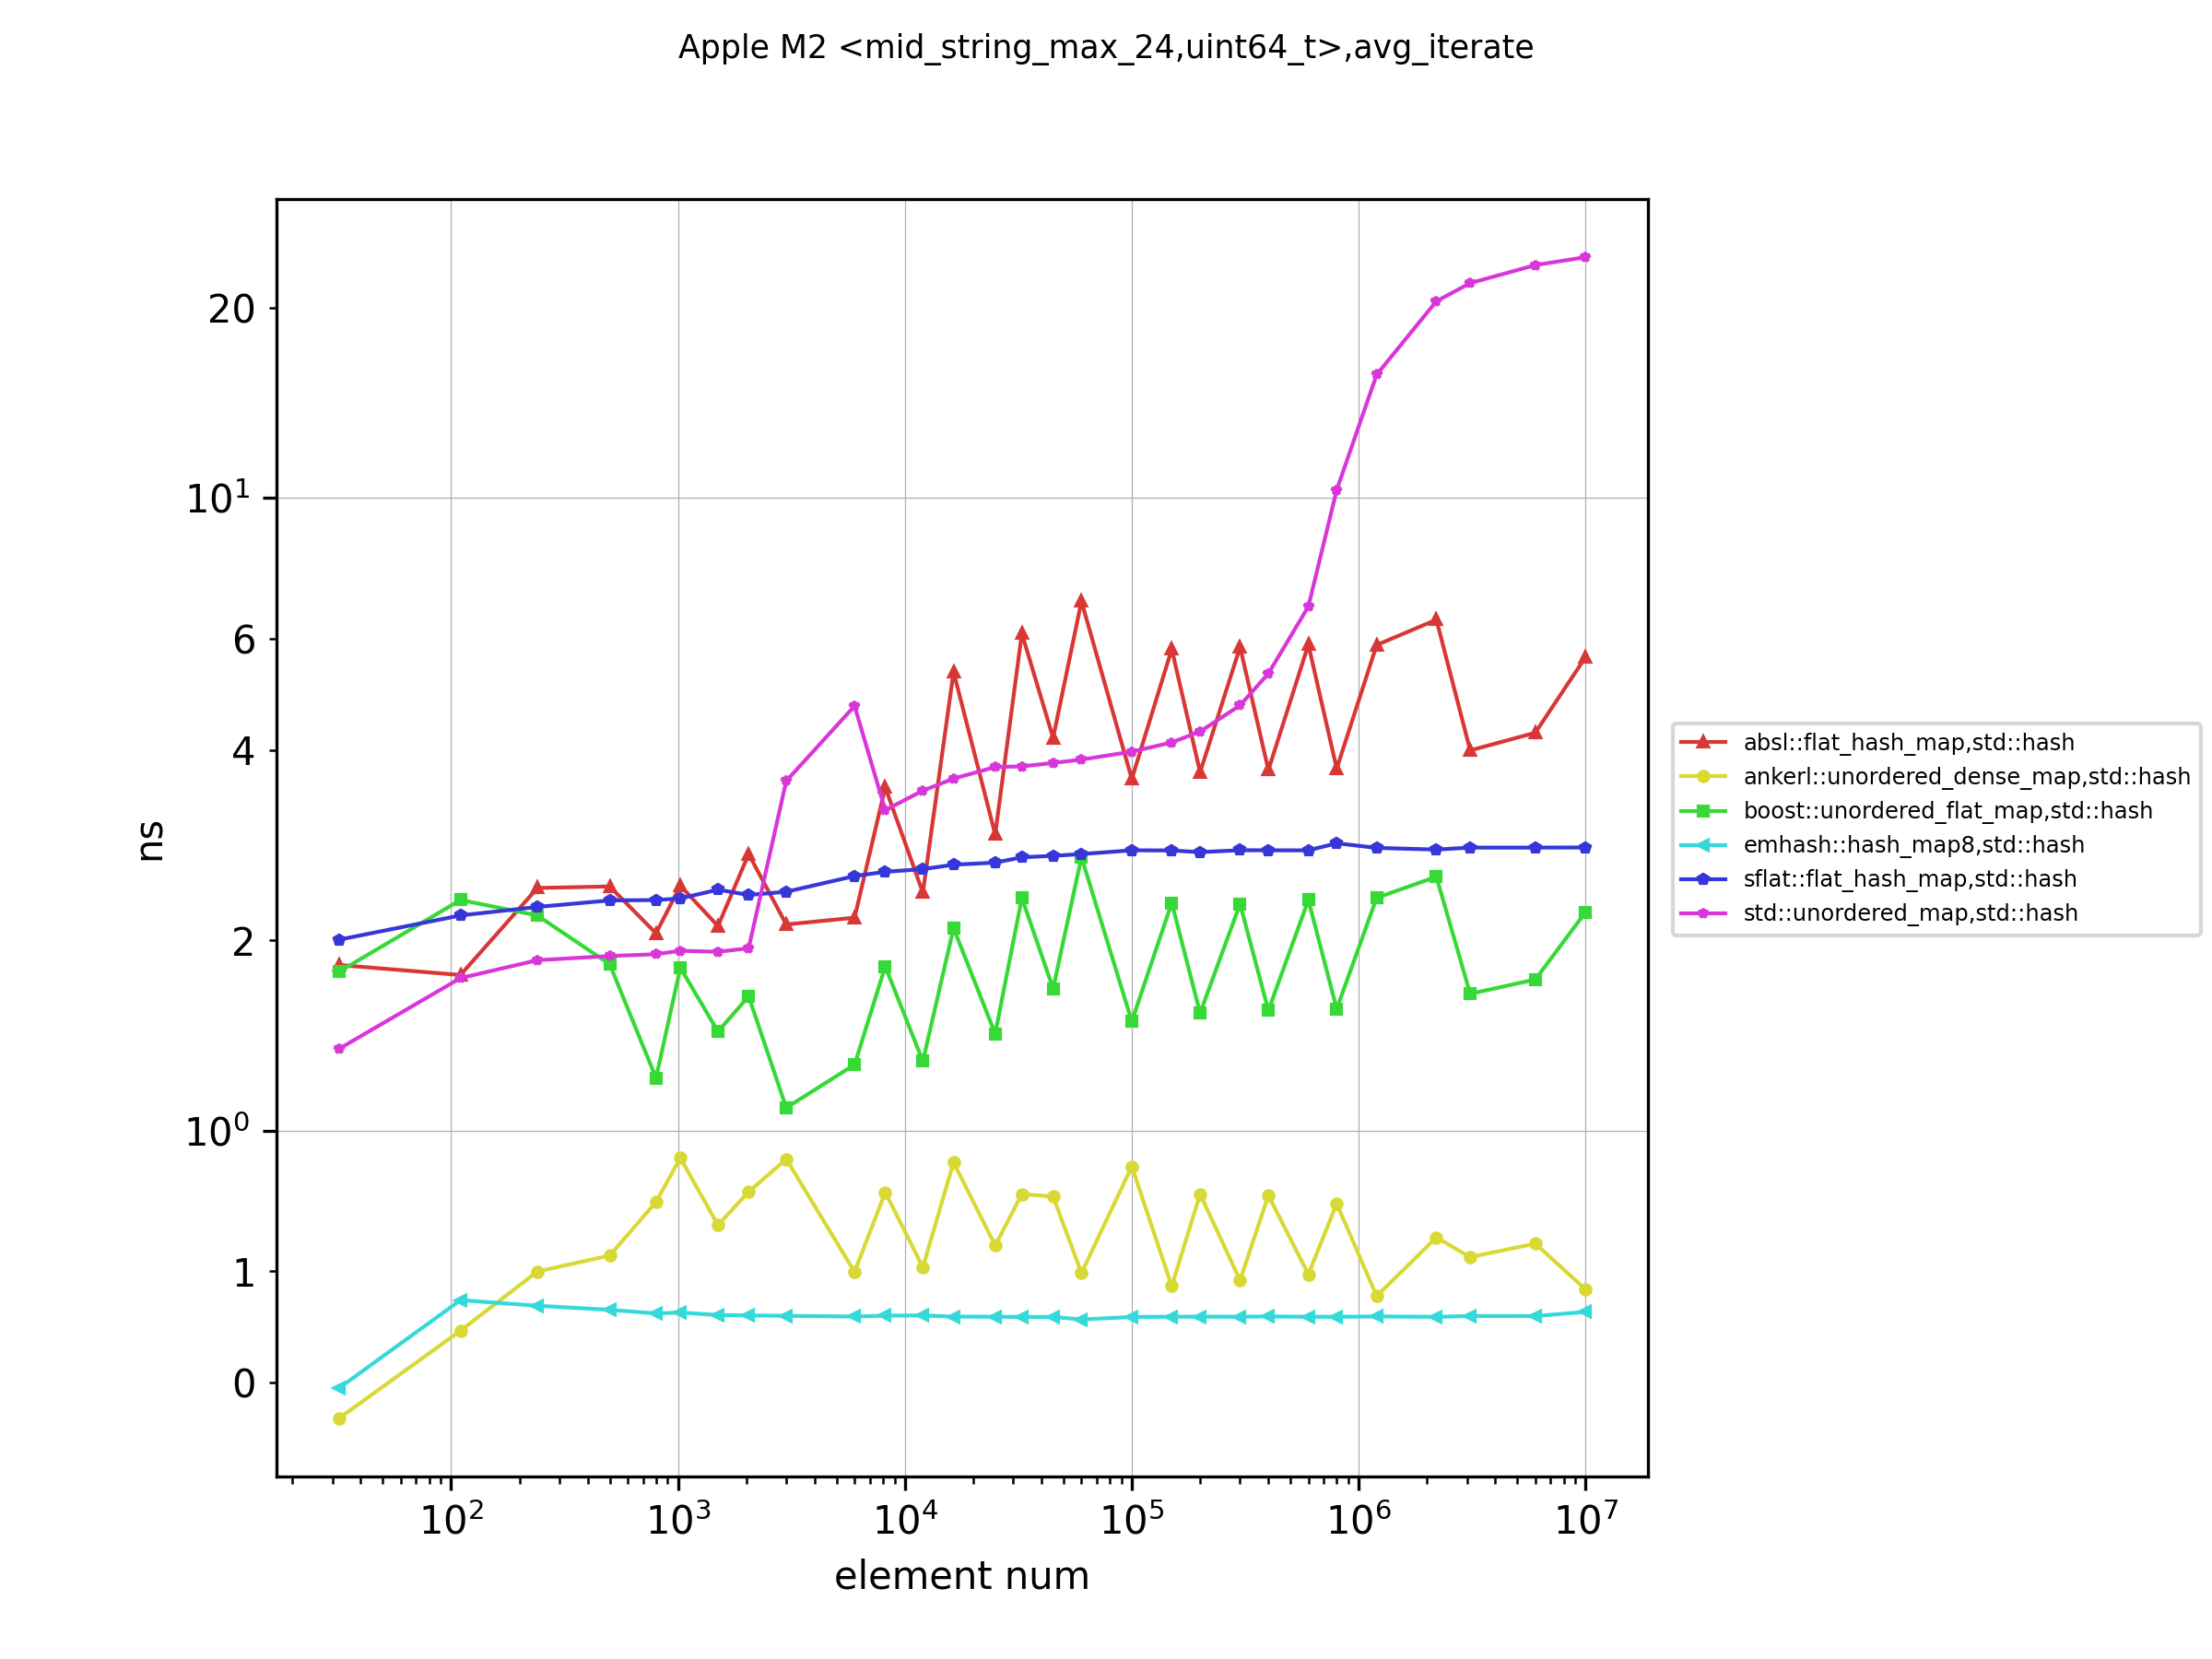 Apple M2 <mid_string_max_24,uint64_t>,avg_iterate
20
10¹
6
4
2
10⁰
1
0
ns
10²
10³
10⁴
10⁵
10⁶
10⁷
element num
absl::flat_hash_map,std::hash
ankerl::unordered_dense_map,std::hash
boost::unordered_flat_map,std::hash
emhash::hash_map8,std::hash
sflat::flat_hash_map,std::hash
std::unordered_map,std::hash